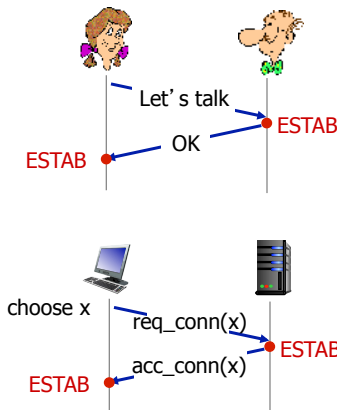 Let's talk
ESTAB
OK
ESTAB
choose x
req_conn(x)
ESTAB
acc_conn(x)
ESTAB